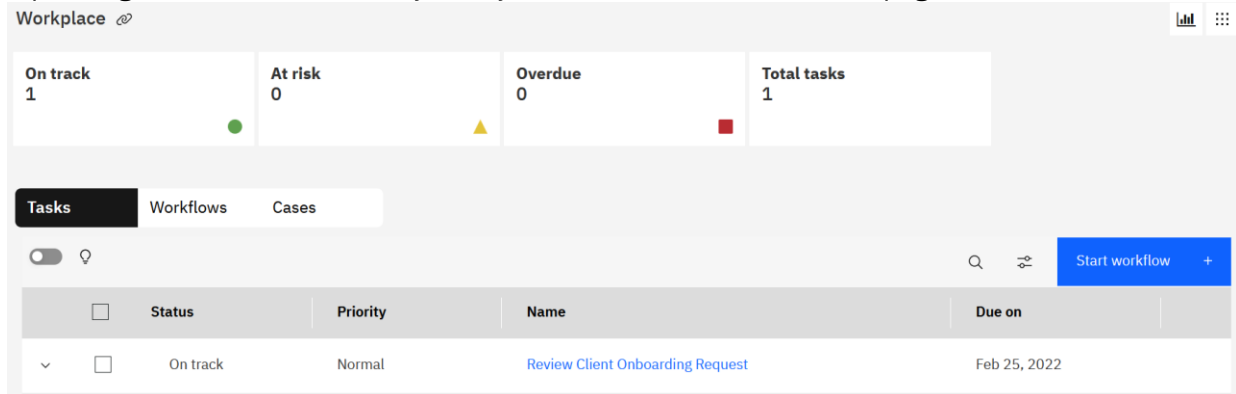 Workplace
On track
1
At risk
0
Overdue
0
Total tasks
1
Tasks Workflows Cases
Start workflow +
Status Priority Name Due on
On track Normal Review Client Onboarding Request Feb 25, 2022